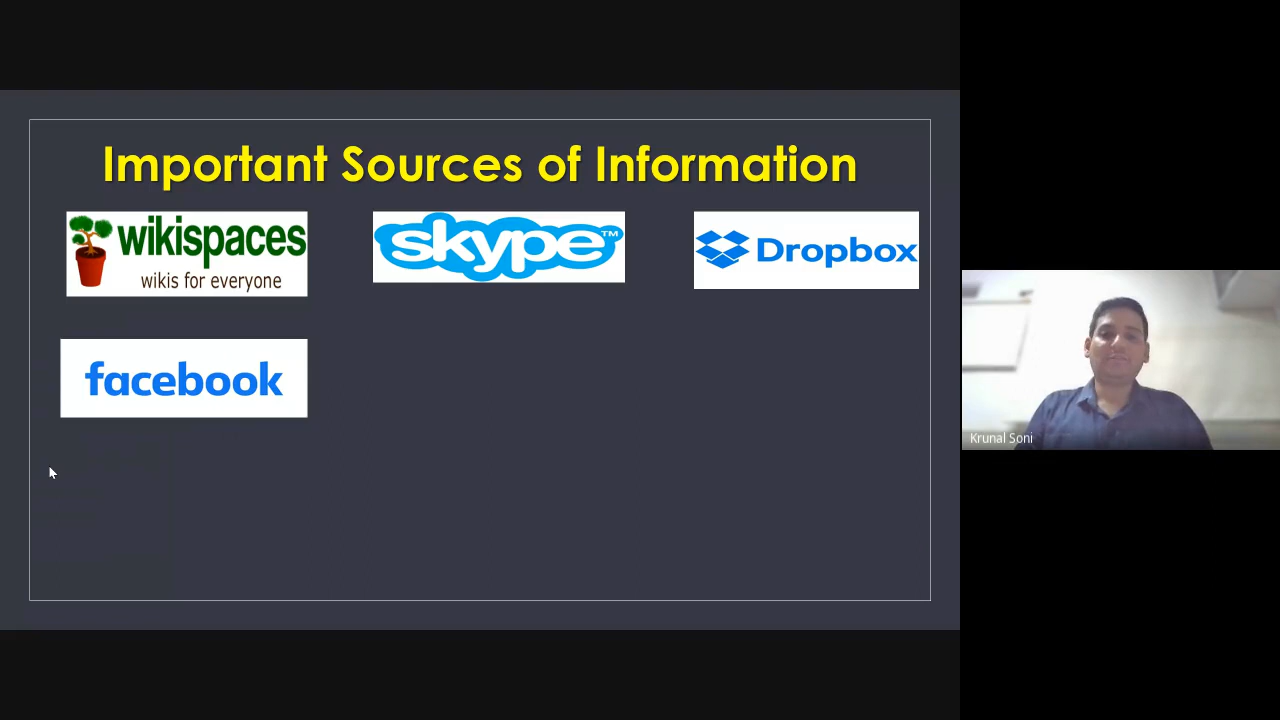 Important Sources of Information
wikispaces
wikis for everyone
skype™
Dropbox
facebook
Krunal Soni